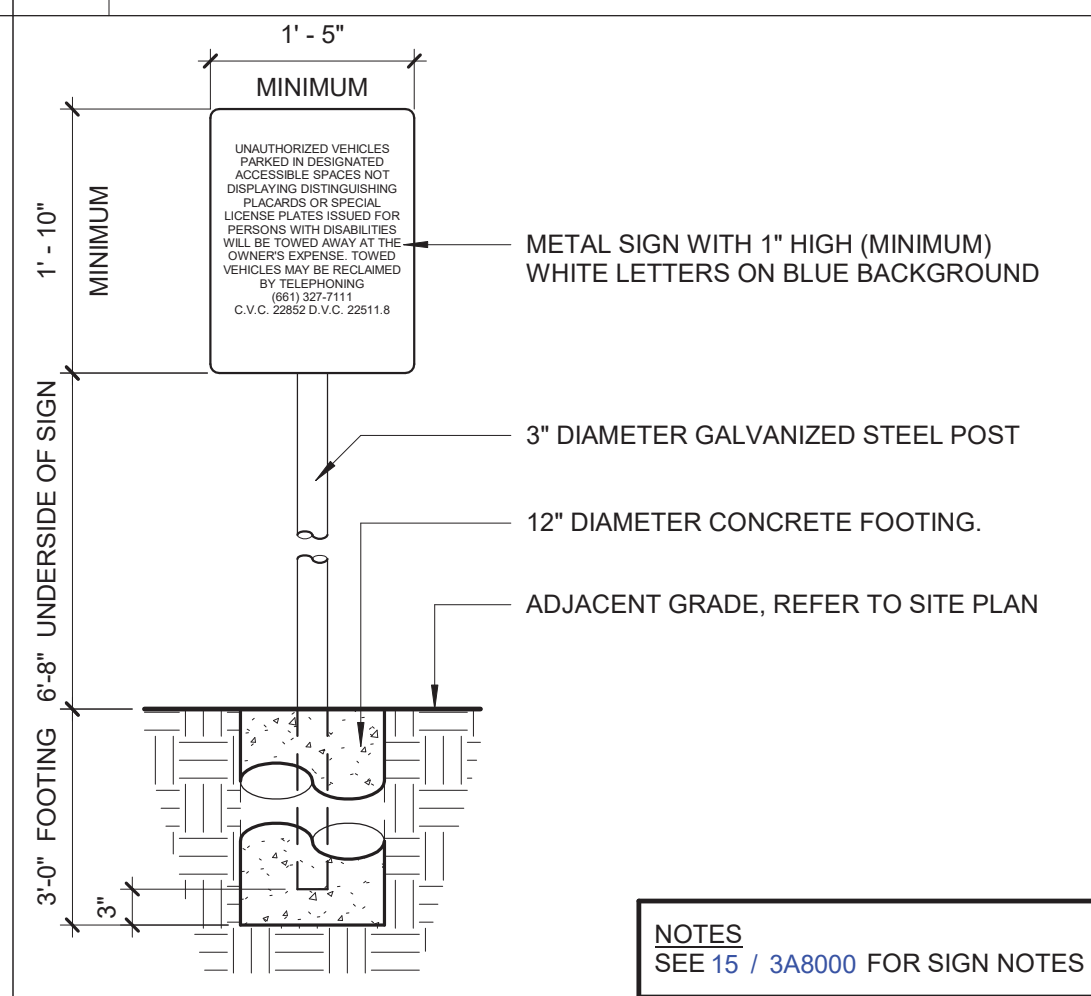 1' - 5"
MINIMUM
1' - 10"
MINIMUM
UNAUTHORIZED VEHICLES
PARKED IN DESIGNATED
ACCESSIBLE SPACES NOT
DISPLAYING DISTINGUISHING
PLACARDS OR SPECIAL
LICENSE PLATES ISSUED FOR
PERSONS WITH DISABILITIES
WILL BE TOWED AWAY AT THE
OWNER'S EXPENSE. TOWED
VEHICLES MAY BE RECLAIMED
BY TELEPHONING
(661) 327-7111
C.V.C. 22852 D.V.C. 22511.8
METAL SIGN WITH 1" HIGH (MINIMUM)
WHITE LETTERS ON BLUE BACKGROUND
6'-8" UNDERSIDE OF SIGN
3" DIAMETER GALVANIZED STEEL POST
12" DIAMETER CONCRETE FOOTING.
ADJACENT GRADE, REFER TO SITE PLAN
3'-0" FOOTING
3"
NOTES
SEE 15 / 3A8000 FOR SIGN NOTES